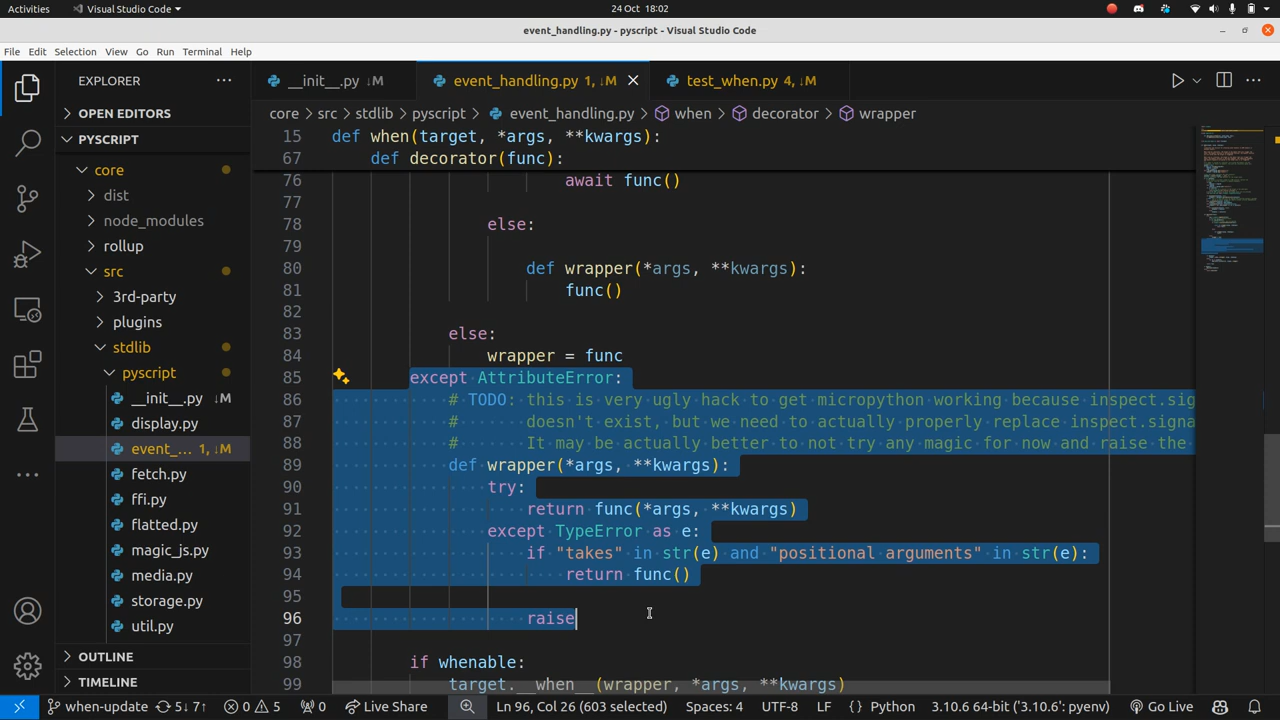 Activities
Visual Studio Code
24 Oct 18:02
event_handling.py - pyscript - Visual Studio Code
File Edit Selection View Go Run Terminal Help
EXPLORER
OPEN EDITORS
PYSCRIPT
core
dist
node_modules
rollup
src
3rd-party
plugins
stdlib
pyscript
__init__.py M
display.py
event_... 1, M
fetch.py
ffi.py
flatted.py
magic_js.py
media.py
storage.py
util.py
OUTLINE
TIMELINE
__init__.py M
event_handling.py 1, M
test_when.py 4, M
core > src > stdlib > pyscript > event_handling.py > when > decorator > wrapper
15 def when(target, *args, **kwargs):
67 def decorator(func):
76 await func()
77
78 else:
79
80 def wrapper(*args, **kwargs):
81 func()
82
83 else:
84 wrapper = func
85 except AttributeError:
86 # TODO: this is very ugly hack to get micropython working because inspect.sig
87 # doesn't exist, but we need to actually properly replace inspect.signa
88 # It may be actually better to not try any magic for now and raise the
89 def wrapper(*args, **kwargs):
90 try:
91 return func(*args, **kwargs)
92 except TypeError as e:
93 if "takes" in str(e) and "positional arguments" in str(e):
94 return func()
95
96 raise
97
98 if whenable:
99 target.__when__(wrapper, *args, **kwargs)
when-update 5↓ 7↑ 0 5 0 Live Share Ln 96, Col 26 (603 selected) Spaces: 4 UTF-8 LF {} Python 3.10.6 64-bit ('3.10.6': pyenv) Go Live